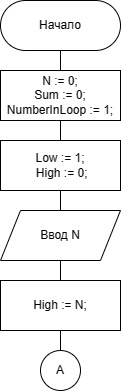 Начало
N := 0;
Sum := 0;
NumberInLoop := 1;
Low := 1;
High := 0;
Ввод N
High := N;
A